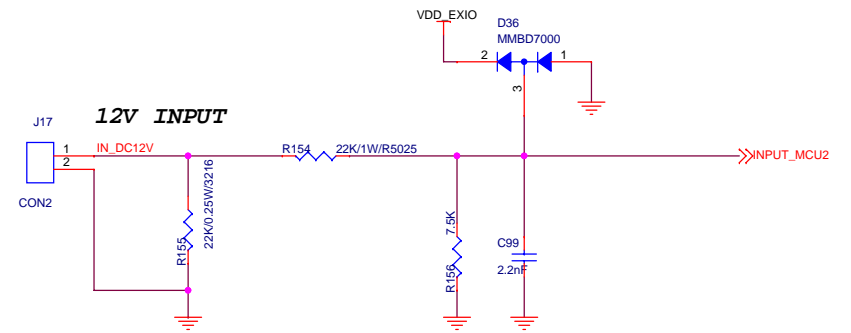 VDD_EXIO
D36
MMBD7000
2
1
3
12V INPUT
J17
1
IN_DC12V
R154
22K/1W/R5025
INPUT_MCU2
2
CON2
R155
22K/0.25W/3216
R156
7.5K
C99
2.2nF